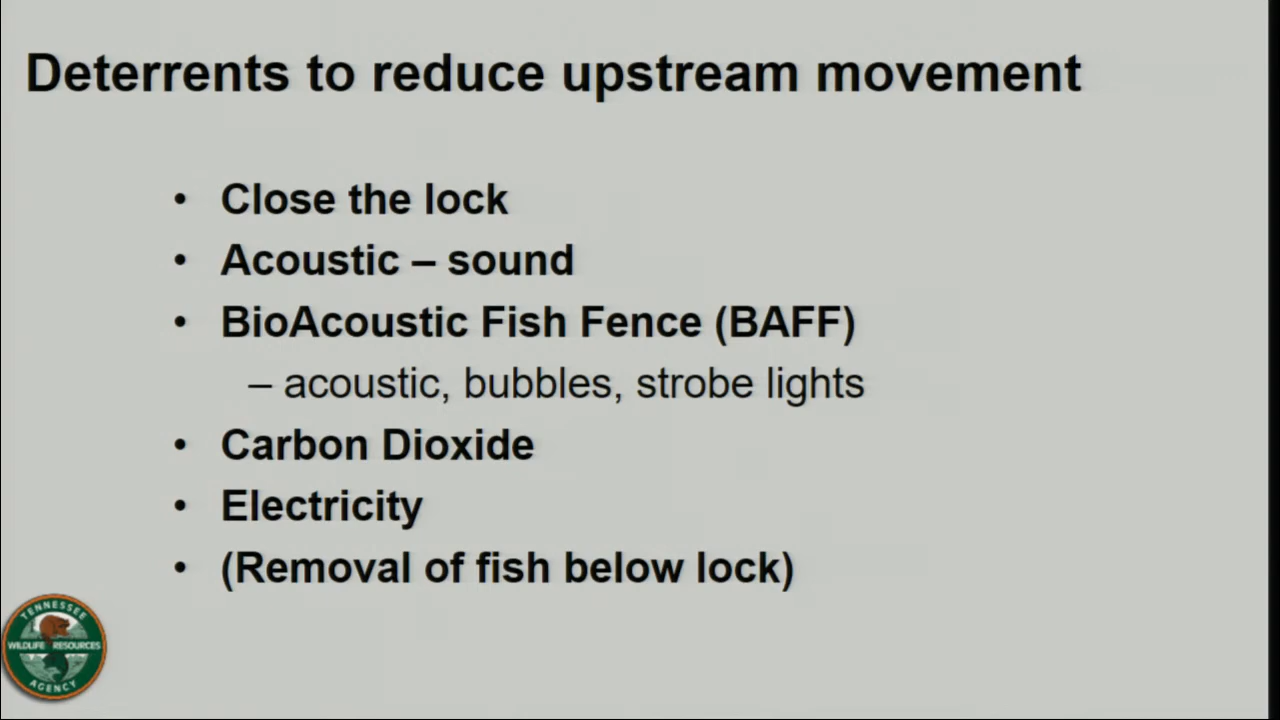 Deterrents to reduce upstream movement
• Close the lock
• Acoustic – sound
• BioAcoustic Fish Fence (BAFF)
– acoustic, bubbles, strobe lights
• Carbon Dioxide
• Electricity
• (Removal of fish below lock)
TENNESSEE
WILDLIFE RESOURCES
AGENCY